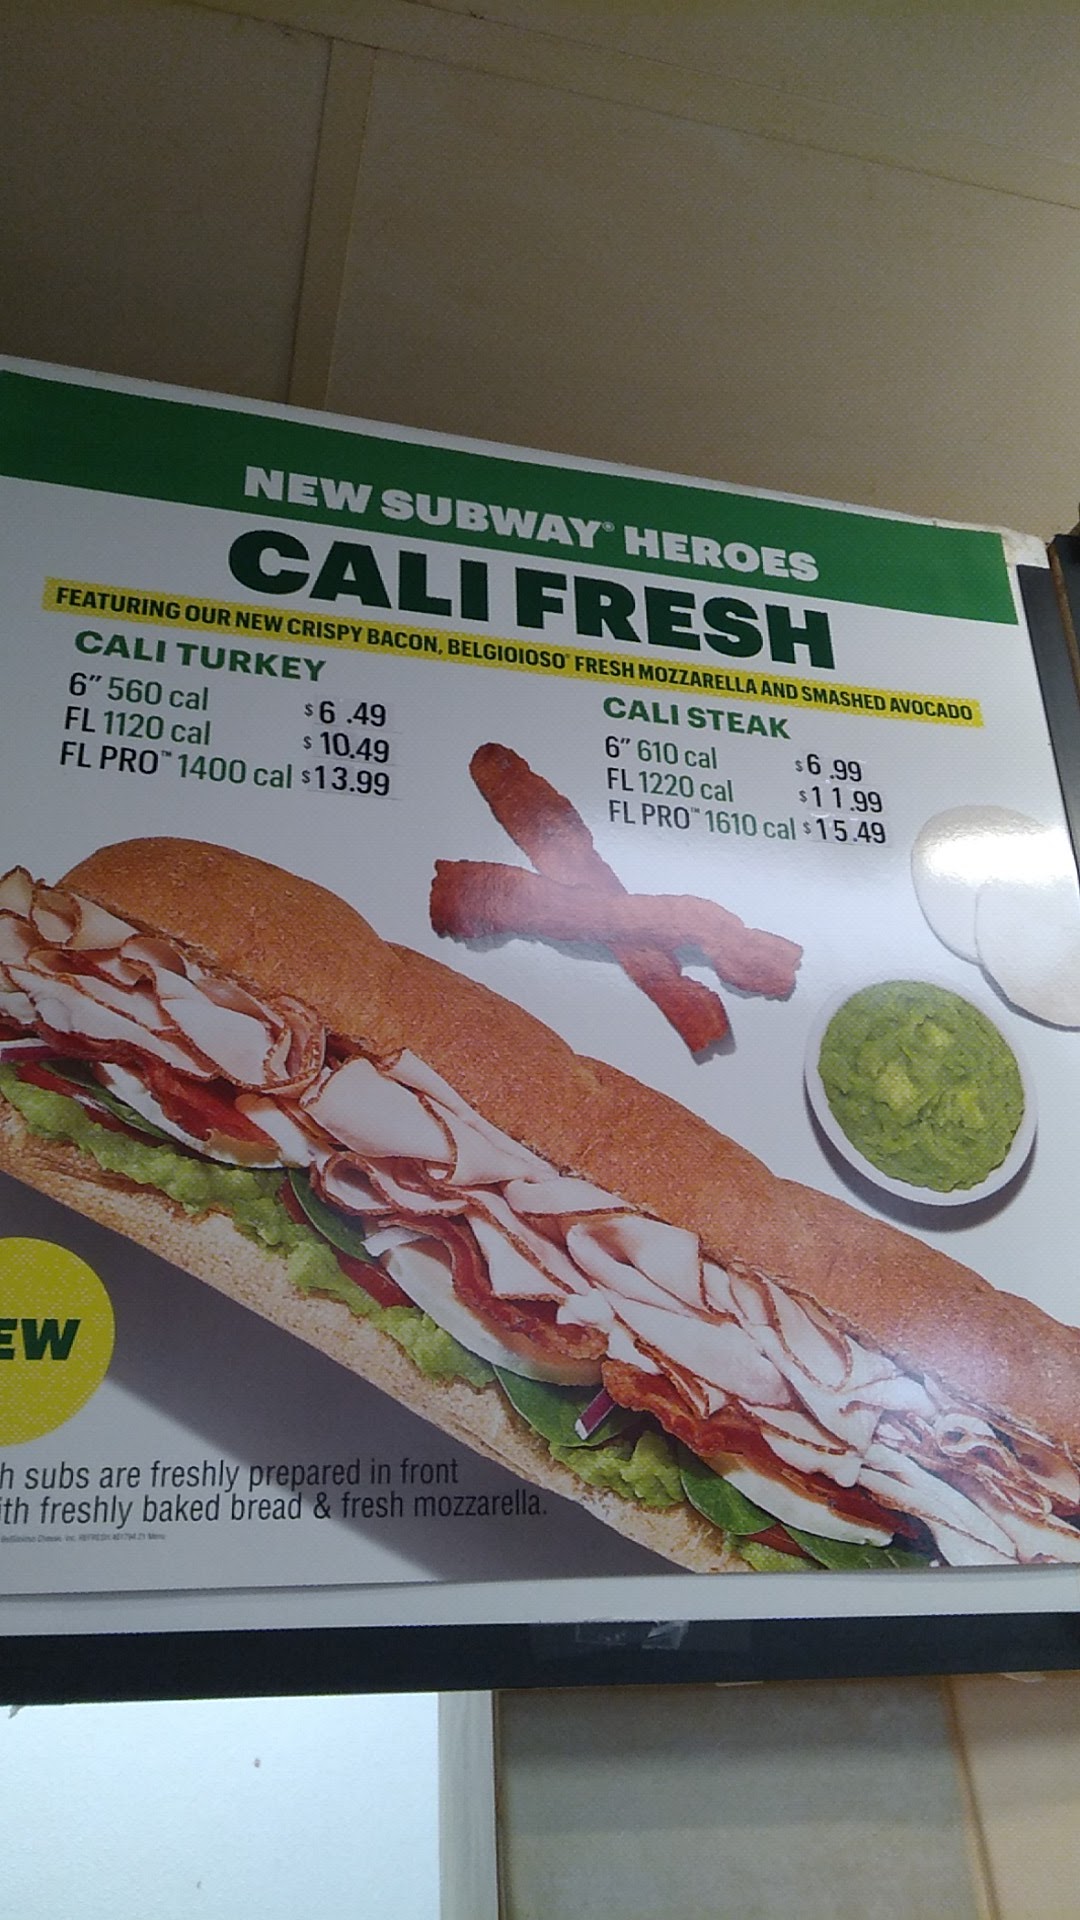 NEW SUBWAY® HEROES
CALI FRESH
FEATURING OUR NEW CRISPY BACON, BELGIOIOSO® FRESH MOZZARELLA AND SMASHED AVOCADO
CALI TURKEY
6” 560 cal $6.49
FL 1120 cal $10.49
FL PRO™ 1400 cal $13.99
CALI STEAK
6” 610 cal $6.99
FL 1220 cal $11.99
FL PRO™ 1610 cal $15.49
EW
h subs are freshly prepared in front
ith freshly baked bread & fresh mozzarella.